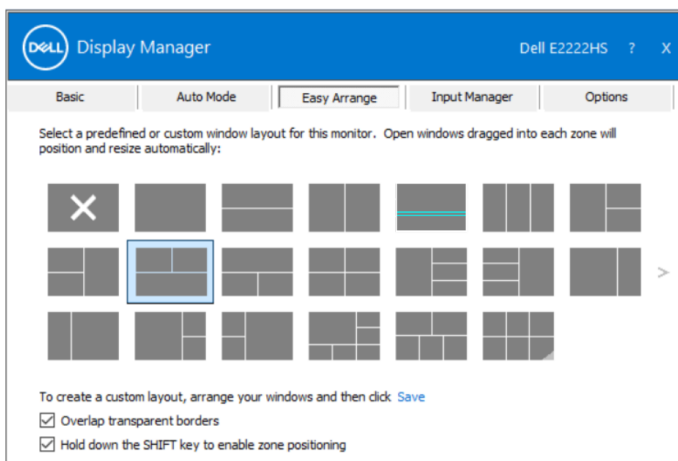 DELL Display Manager Dell E2222HS ? X
Basic Auto Mode Easy Arrange Input Manager Options
Select a predefined or custom window layout for this monitor. Open windows dragged into each zone will
position and resize automatically:
>
To create a custom layout, arrange your windows and then click Save
Overlap transparent borders
Hold down the SHIFT key to enable zone positioning